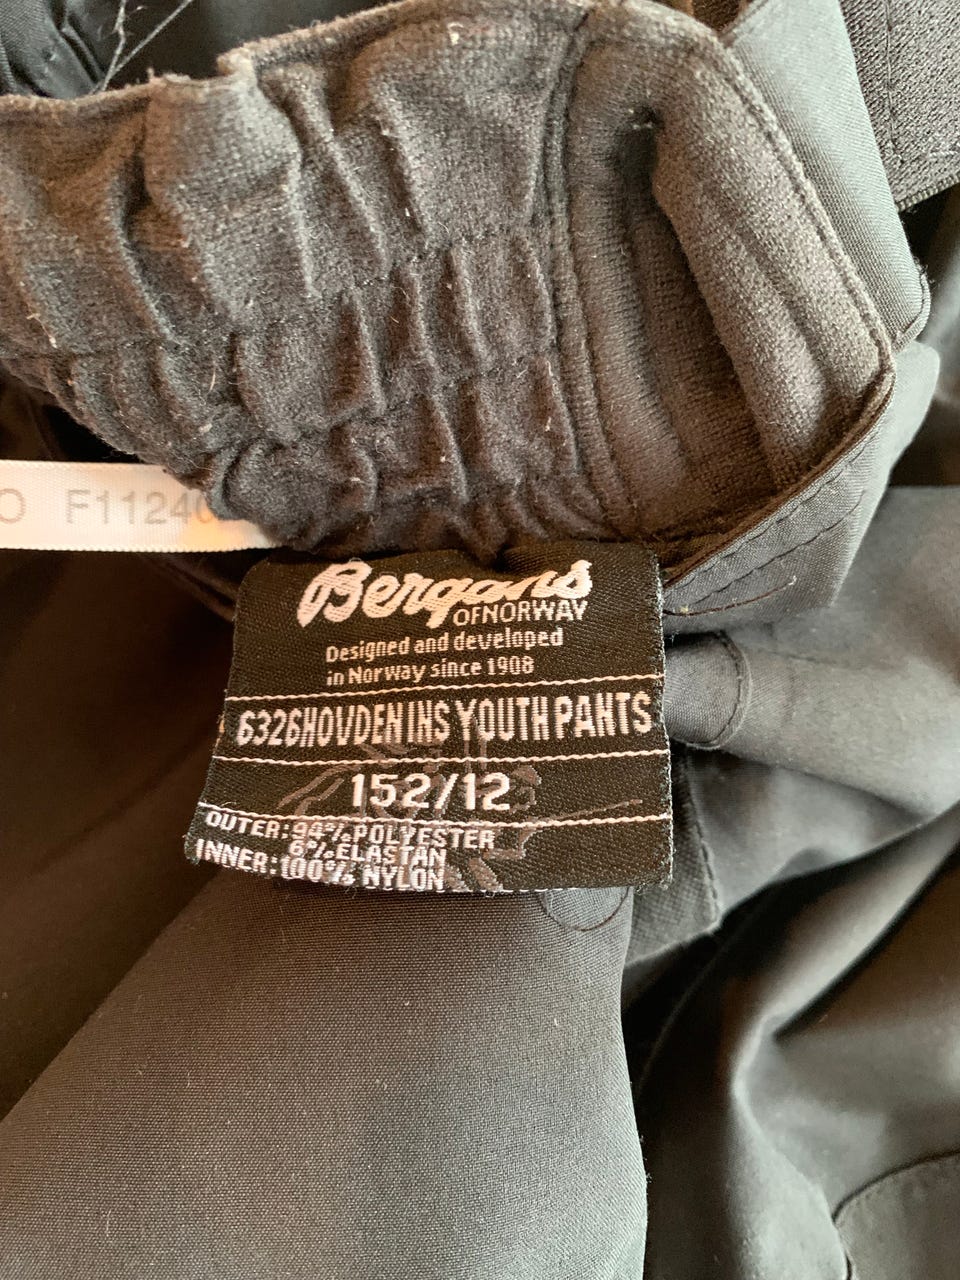 O F11240
Bergans
OFNORWAY
Designed and developed
in Norway since 1908
6326HOVDEN INS YOUTH PANTS
152/12
OUTER:94%POLYESTER
6%ELASTAN
INNER:100% NYLON